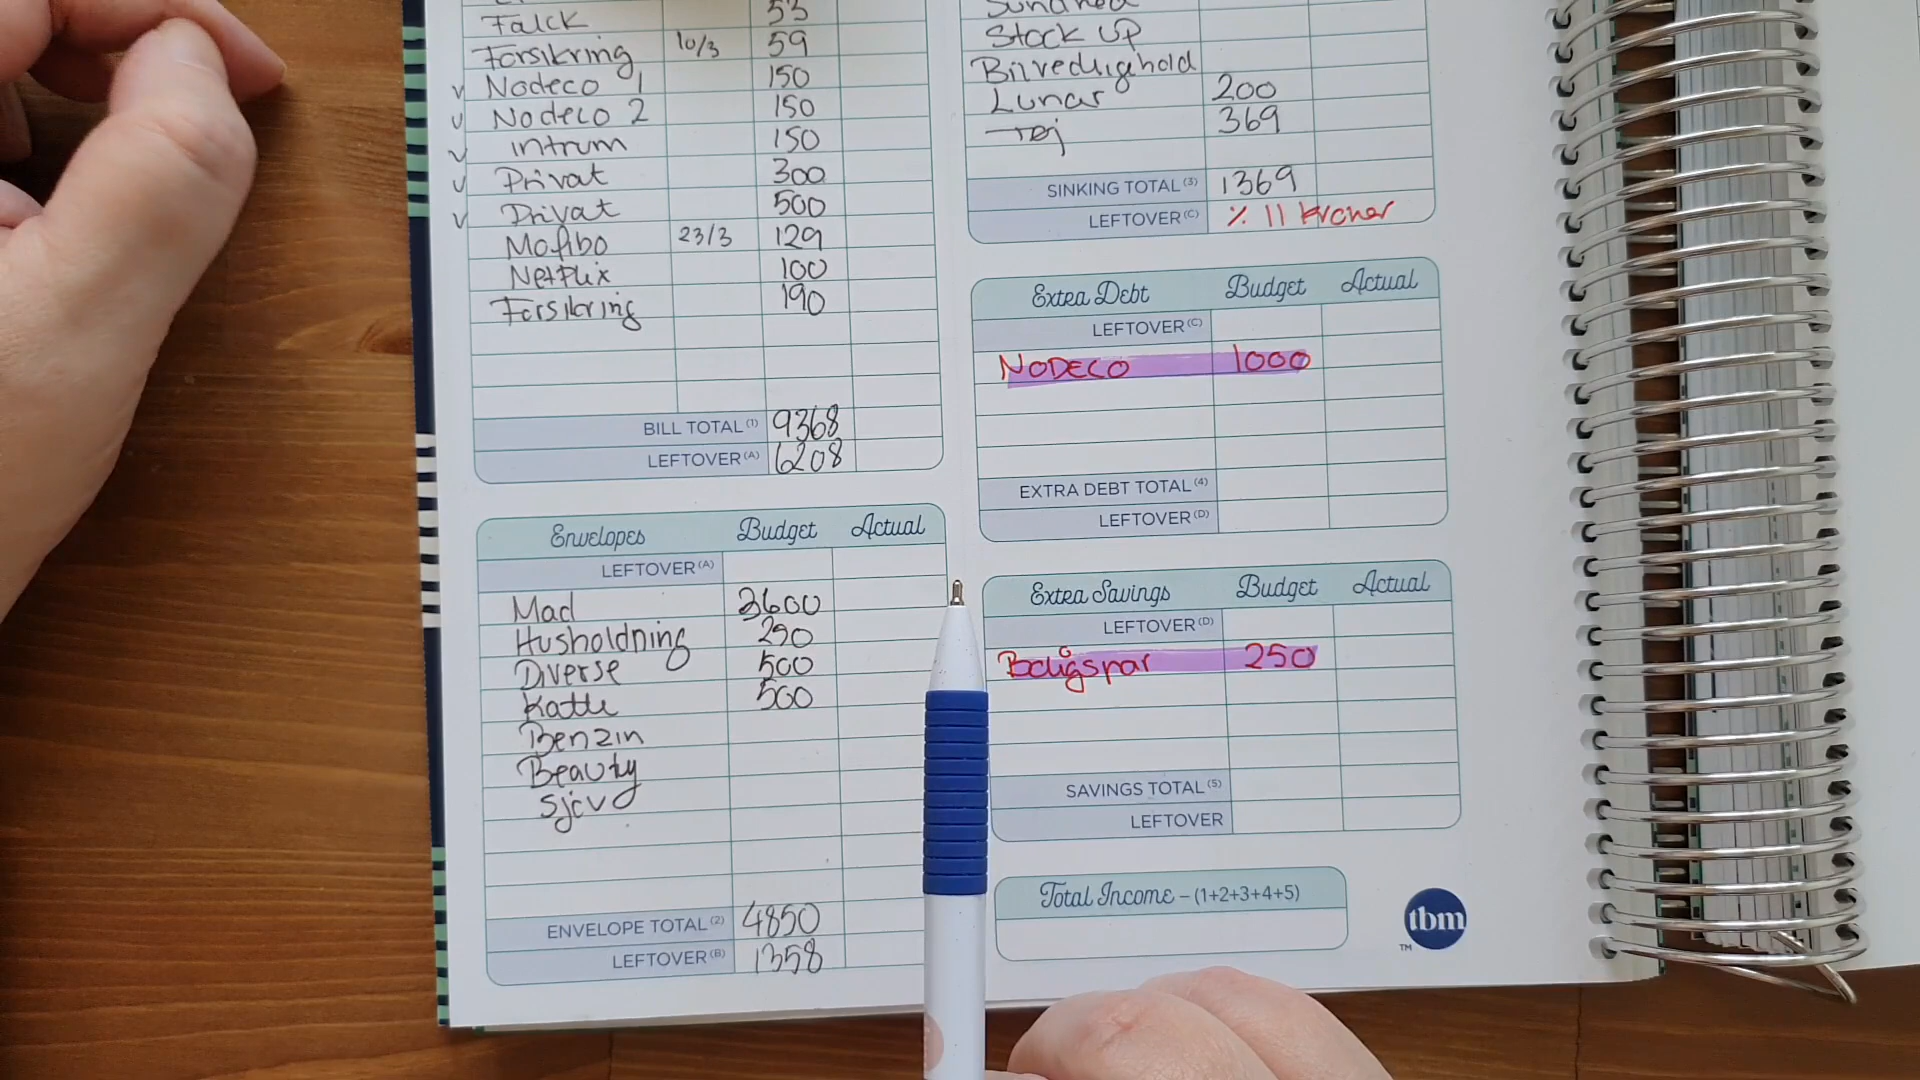 Falck 53
Forsikring 10/3 59
v Nodeco 1 150
v Nodeco 2 150
v intrum 150
v Privat 300
v Privat 500
Mofibo 23/3 129
Netflix 100
Forsikring 190
BILL TOTAL (1) 9368
LEFTOVER (A) 6208
Envelopes Budget Actual
LEFTOVER (A)
Mad 3600
Husholdning 290
Diverse 500
Katte 500
Benzin
Beauty
Sjov
ENVELOPE TOTAL (2) 4850
LEFTOVER (B) 1358
Stock UP
Bilvedligehold
Lunar 200
Tøj 369
SINKING TOTAL (3) 1369
LEFTOVER (C) % 11 kroner
Extra Debt Budget Actual
LEFTOVER (C)
NODECO 1000
EXTRA DEBT TOTAL (4)
LEFTOVER (D)
Extra Savings Budget Actual
LEFTOVER (D)
Boligspar 250
SAVINGS TOTAL (5)
LEFTOVER
Total Income – (1+2+3+4+5)
tbm
TM